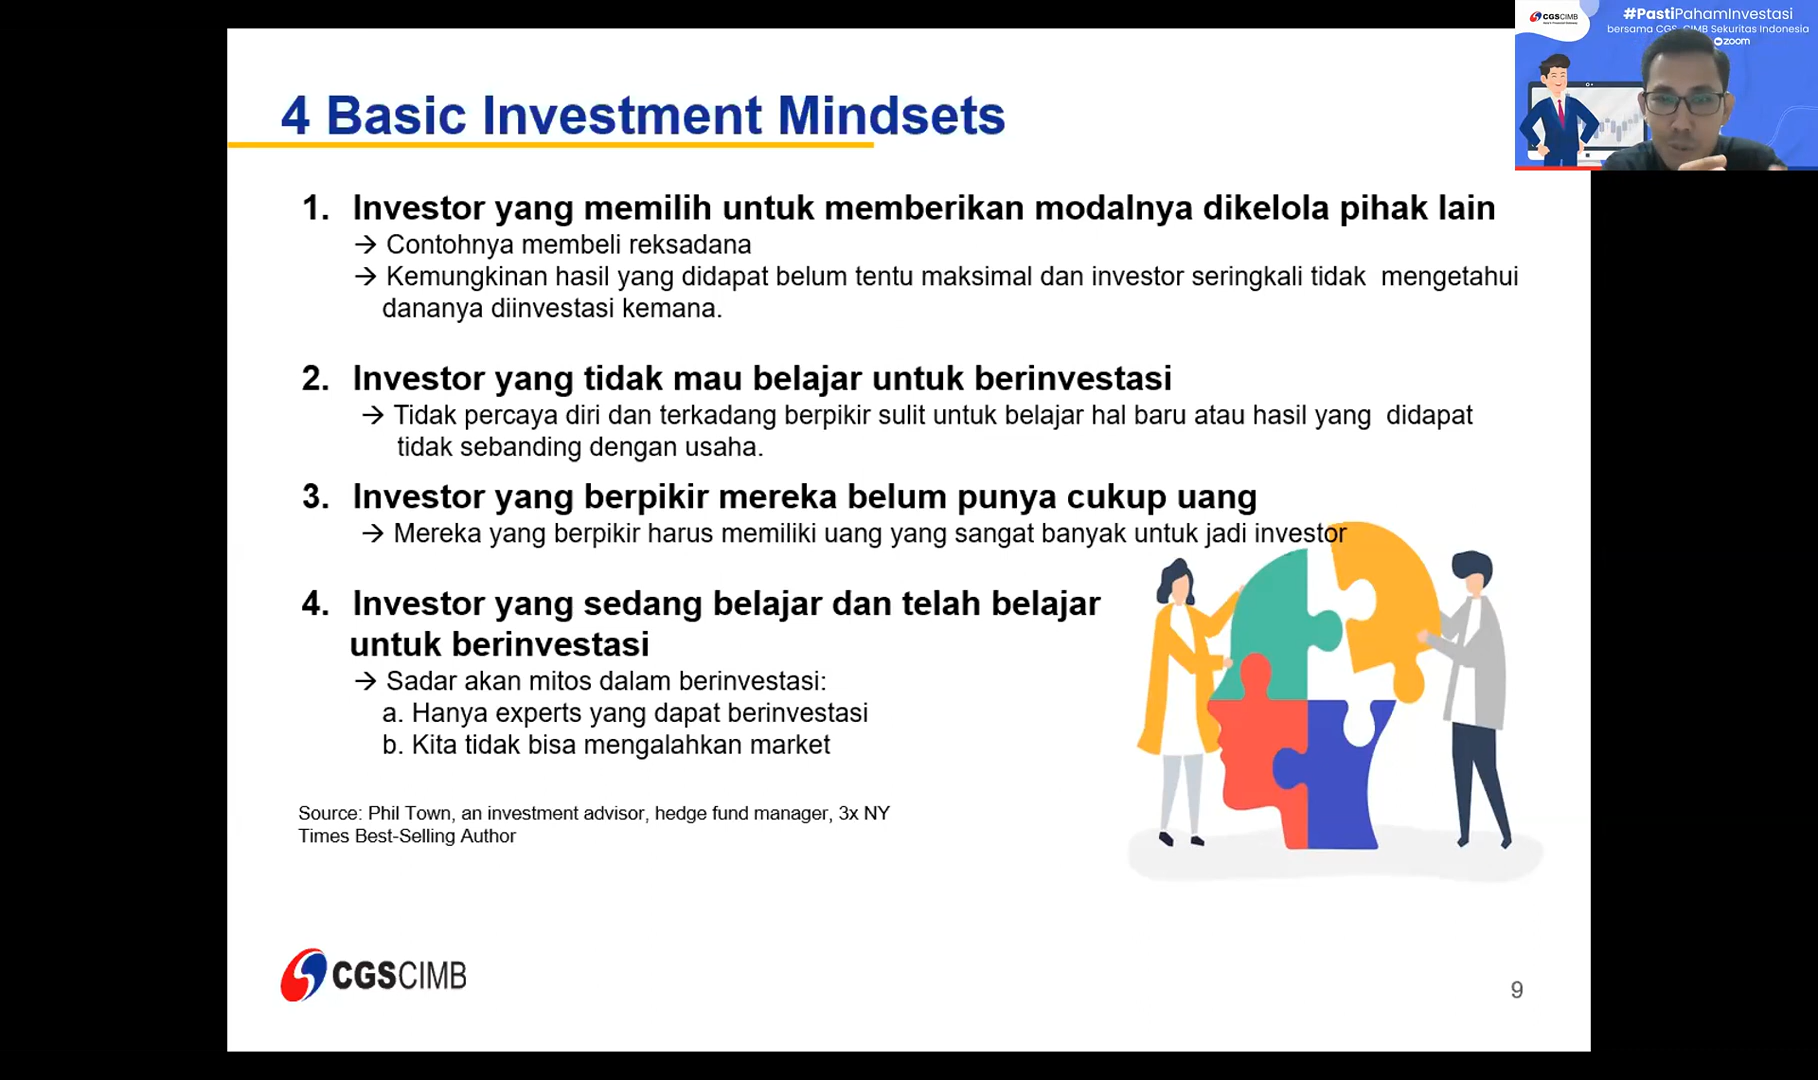 4 Basic Investment Mindsets
1. Investor yang memilih untuk memberikan modalnya dikelola pihak lain
→ Contohnya membeli reksadana
→ Kemungkinan hasil yang didapat belum tentu maksimal dan investor seringkali tidak mengetahui
dananya diinvestasi kemana.
2. Investor yang tidak mau belajar untuk berinvestasi
→ Tidak percaya diri dan terkadang berpikir sulit untuk belajar hal baru atau hasil yang didapat
tidak sebanding dengan usaha.
3. Investor yang berpikir mereka belum punya cukup uang
→ Mereka yang berpikir harus memiliki uang yang sangat banyak untuk jadi investor
4. Investor yang sedang belajar dan telah belajar
untuk berinvestasi
→ Sadar akan mitos dalam berinvestasi:
a. Hanya experts yang dapat berinvestasi
b. Kita tidak bisa mengalahkan market
Source: Phil Town, an investment advisor, hedge fund manager, 3x NY
Times Best-Selling Author
CGSCIMB
9
CGSCIMB
#PastiPahamInvestasi
bersama CGS-CIMB Sekuritas Indonesia
zoom